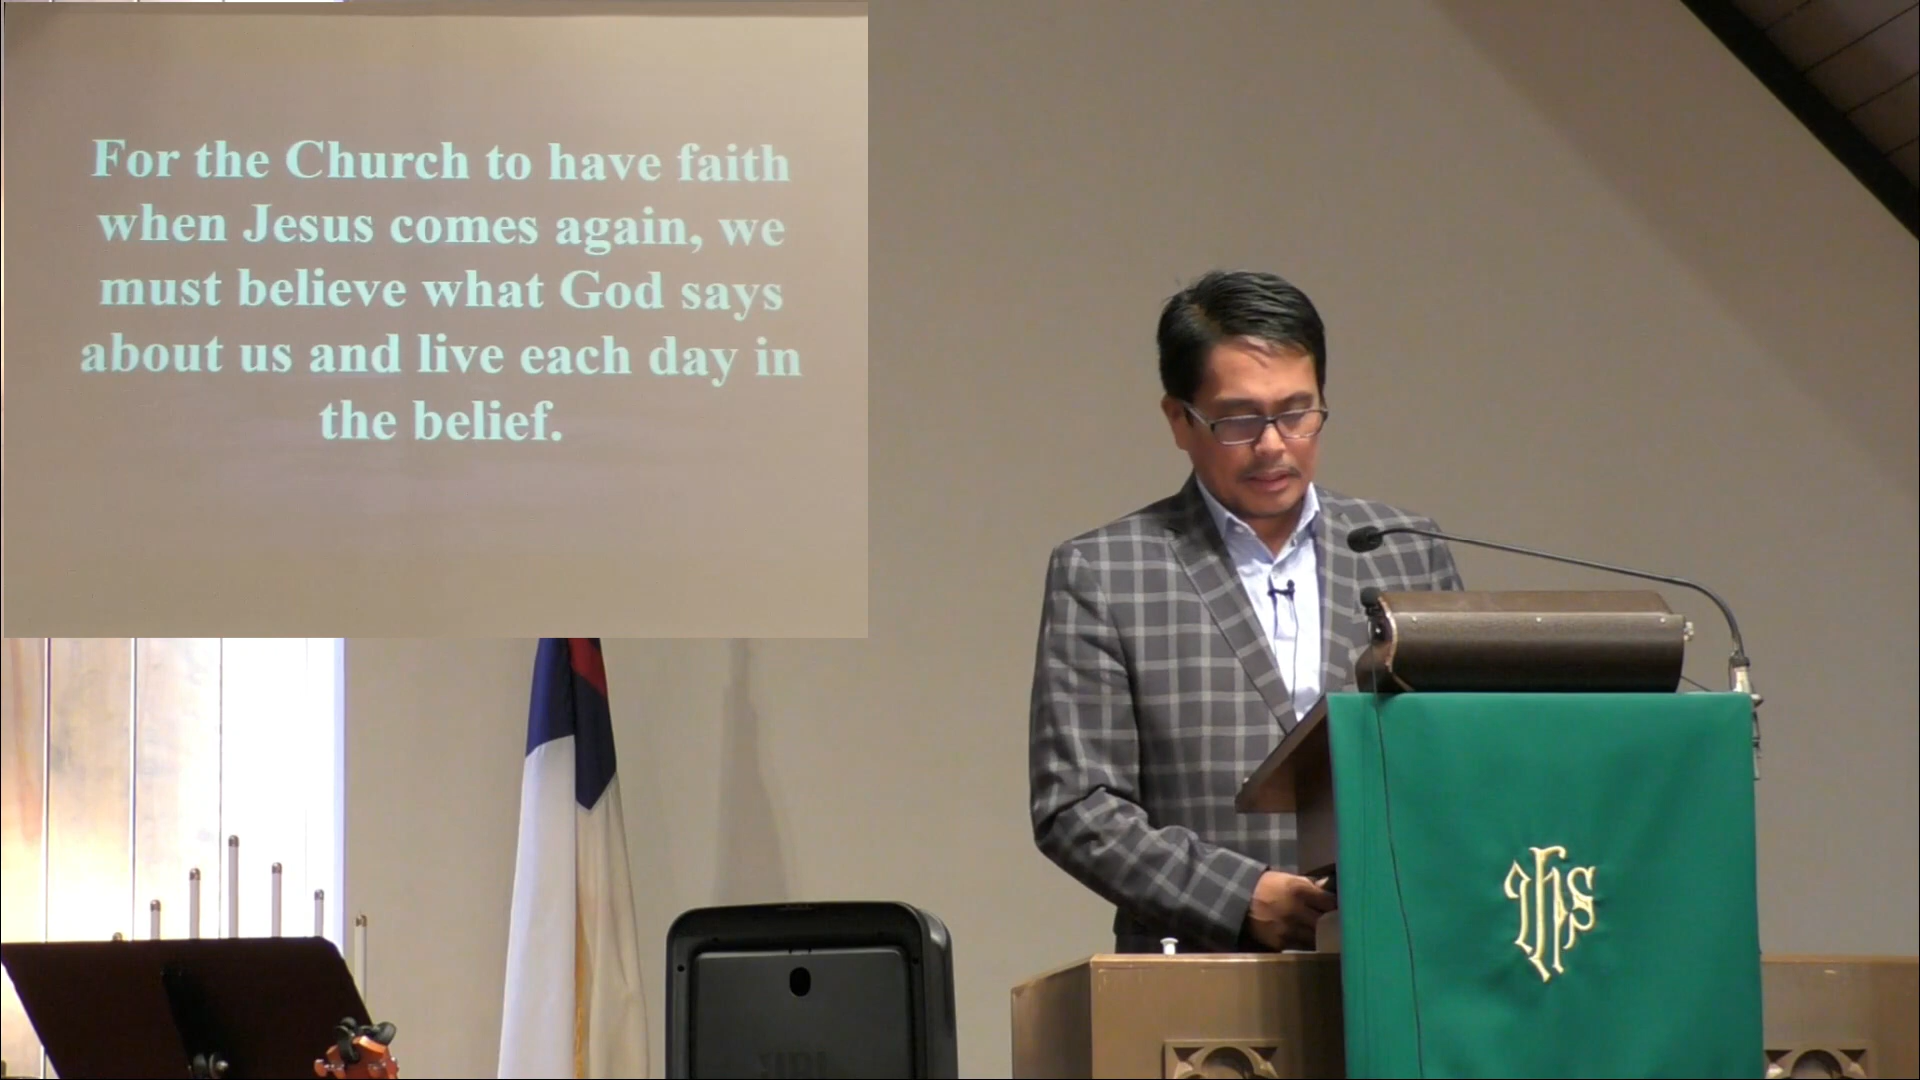 For the Church to have faith
when Jesus comes again, we
must believe what God says
about us and live each day in
the belief.
IHS
JBL